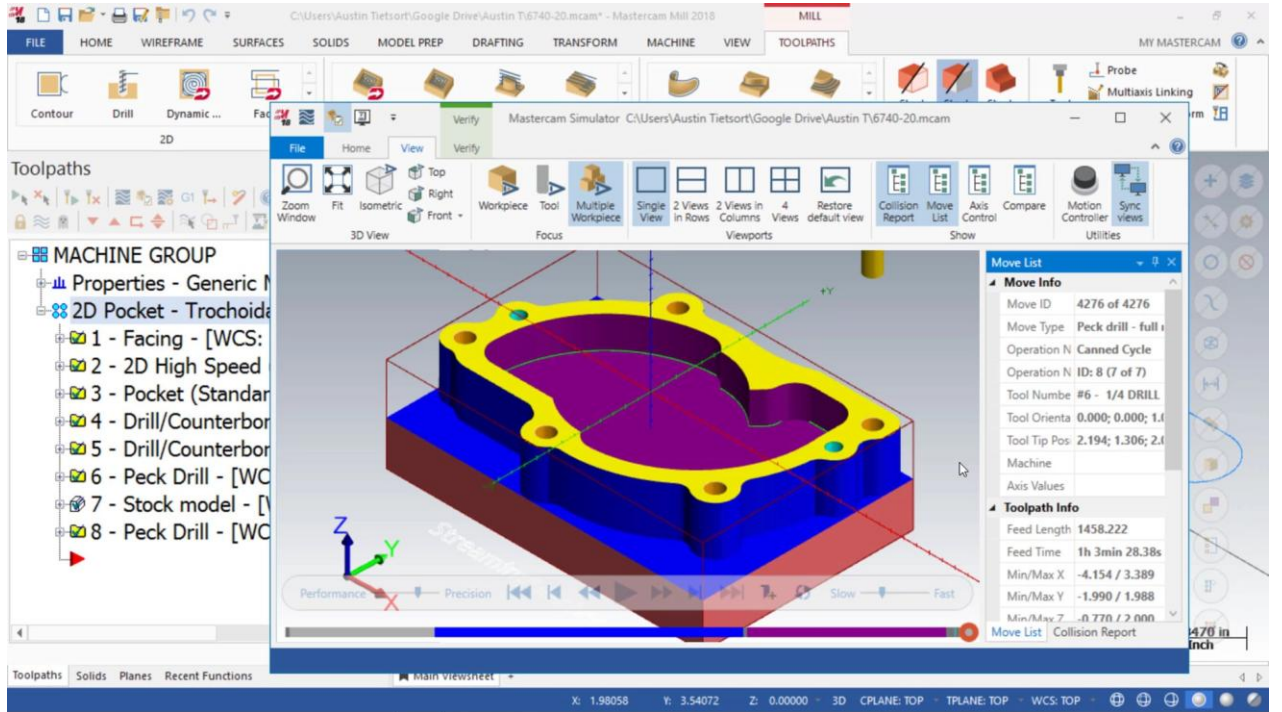 C:\Users\Austin Tietsort\Google Drive\Austin T\6740-20.mcam* - Mastercam Mill 2018
MILL
FILE HOME WIREFRAME SURFACES SOLIDS MODEL PREP DRAFTING TRANSFORM MACHINE VIEW TOOLPATHS MY MASTERCAM
Contour Drill Dynamic ...
Probe
Multiaxis Linking
2D
Verify Mastercam Simulator C:\Users\Austin Tietsort\Google Drive\Austin T\6740-20.mcam
File Home View Verify
Zoom Window Fit Isometric Top Right Front
Workpiece Tool Multiple Workpiece
Single View 2 Views in Rows 2 Views in Columns 4 Views Restore default view
Collision Report Move List Axis Control Compare
Motion Controller Sync views
3D View Focus Viewports Show Utilities
Toolpaths
MACHINE GROUP
Properties - Generic
2D Pocket - Trochoida
1 - Facing - [WCS:
2 - 2D High Speed
3 - Pocket (Standar
4 - Drill/Counterbor
5 - Drill/Counterbor
6 - Peck Drill - [WC
7 - Stock model - [
8 - Peck Drill - [WC
+Y
Z
Y
X
Streamin
Performance Precision Slow Fast
Move List
Move Info
Move ID 4276 of 4276
Move Type Peck drill - full
Operation N Canned Cycle
Operation N ID: 8 (7 of 7)
Tool Numbe #6 - 1/4 DRILL
Tool Orienta 0.000; 0.000; 1.
Tool Tip Pos 2.194; 1.306; 2.
Machine
Axis Values
Toolpath Info
Feed Length 1458.222
Feed Time 1h 3min 28.38s
Min/Max X -4.154 / 3.389
Min/Max Y -1.990 / 1.988
Min/Max Z -0.770 / 2.000
Move List Collision Report
3470 in
Inch
Toolpaths Solids Planes Recent Functions
Main Viewsheet +
X: 1.98058 Y: 3.54072 Z: 0.00000 3D CPLANE: TOP TPLANE: TOP WCS: TOP